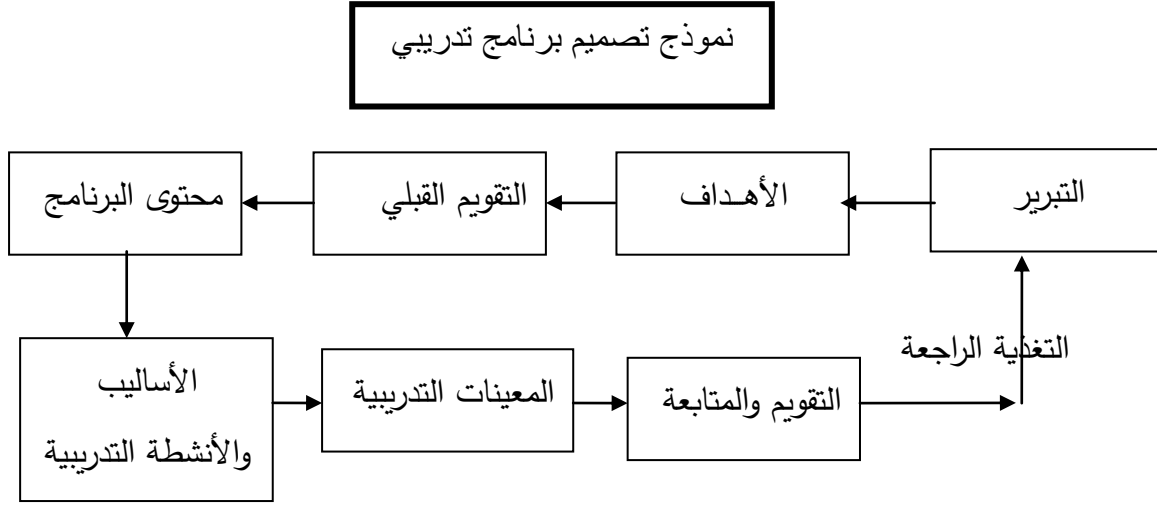 نموذج تصميم برنامج تدريبي
التبرير
الأهـداف
التقويم القبلي
محتوى البرنامج
الأساليب
والأنشطة التدريبية
المعينات التدريبية
التقويم والمتابعة
التغذية الراجعة